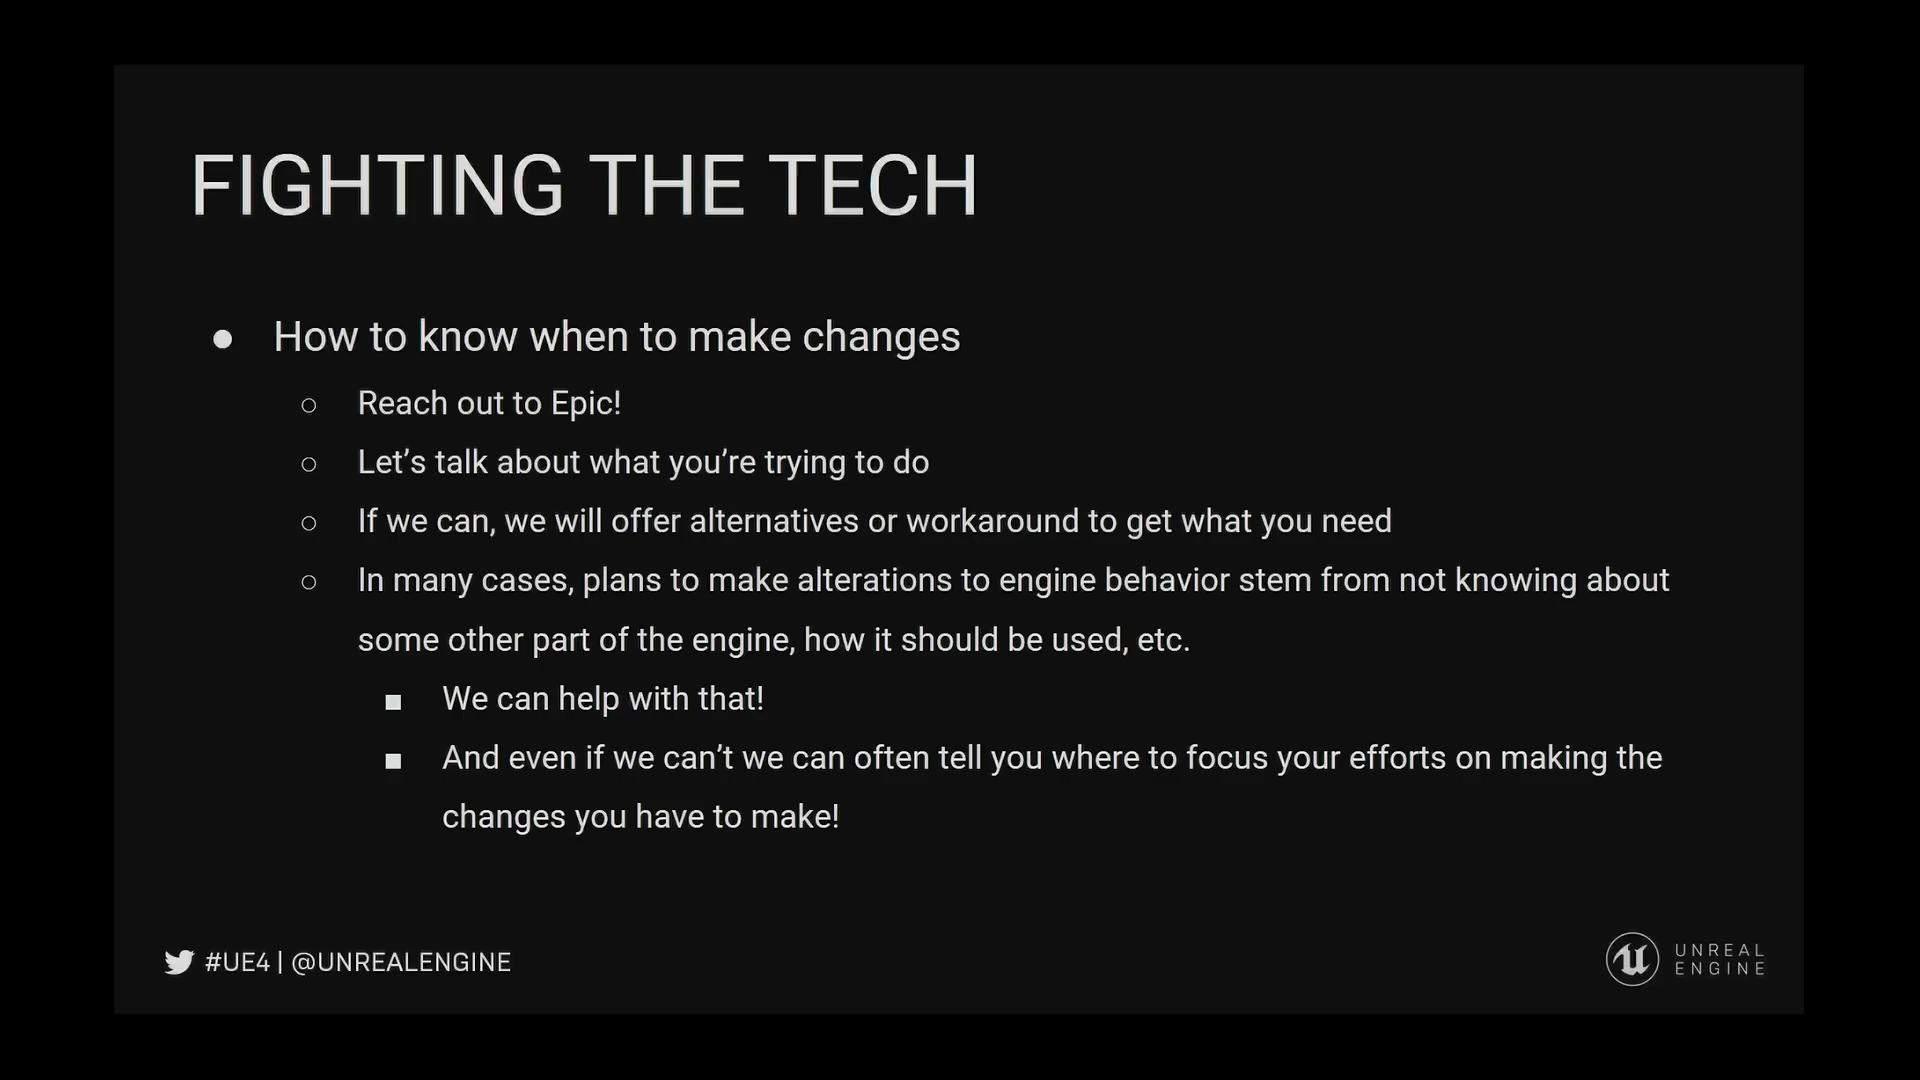 FIGHTING THE TECH
● How to know when to make changes
○ Reach out to Epic!
○ Let’s talk about what you’re trying to do
○ If we can, we will offer alternatives or workaround to get what you need
○ In many cases, plans to make alterations to engine behavior stem from not knowing about
some other part of the engine, how it should be used, etc.
■ We can help with that!
■ And even if we can’t we can often tell you where to focus your efforts on making the
changes you have to make!
#UE4 | @UNREALENGINE
UNREAL
ENGINE